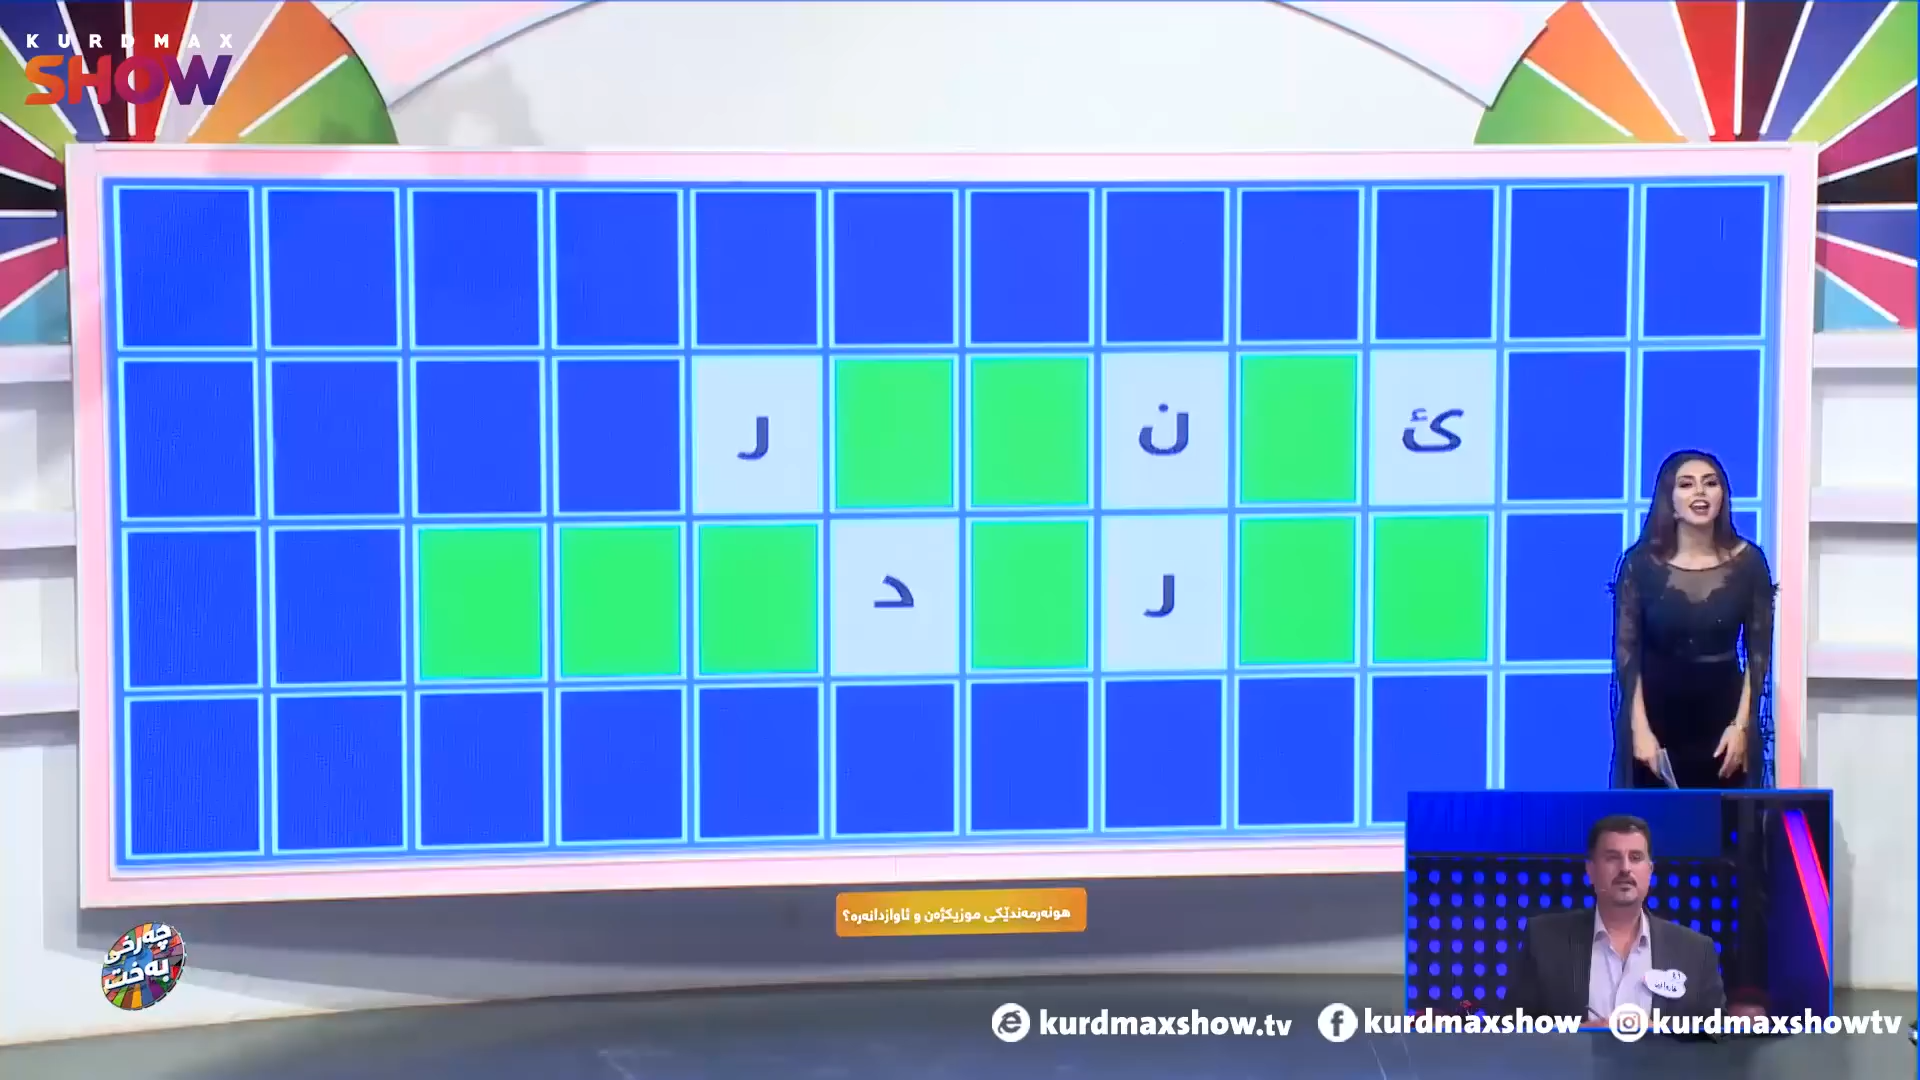 KURDMAX
SHOW
ئ ن ر
ر د
هونەرمەندێکی موزیکژەن و ئاوازدانەرە؟
چەرخی
بەخت
kurdmaxshow.tv
kurdmaxshow
kurdmaxshowtv